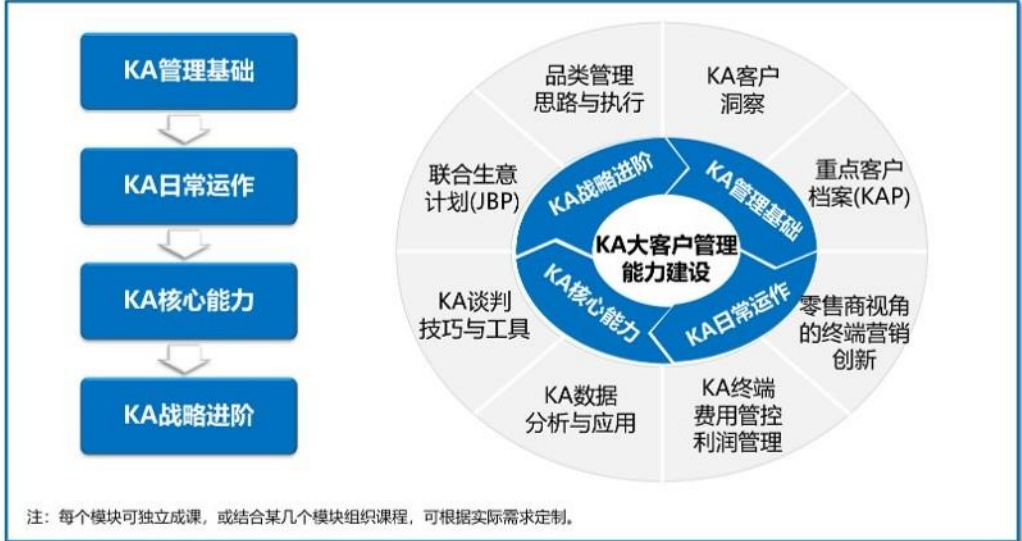 KA管理基础
KA日常运作
KA核心能力
KA战略进阶
品类管理
思路与执行
KA客户
洞察
联合生意
计划(JBP)
重点客户
档案(KAP)
KA战略进阶
KA管理基础
KA大客户管理
能力建设
KA核心能力
KA日常运作
KA谈判
技巧与工具
零售商视角
的终端营销
创新
KA数据
分析与应用
KA终端
费用管控
利润管理
注：每个模块可独立成课，或结合某几个模块组织课程，可根据实际需求定制。